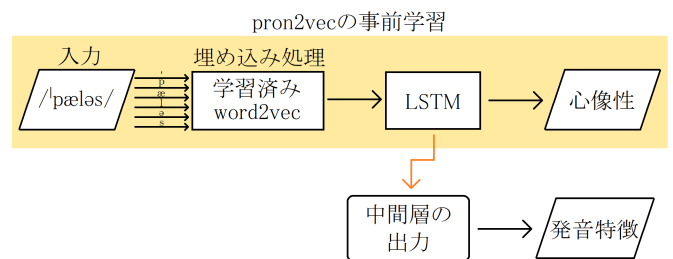 pron2vecの事前学習
入力
埋め込み処理
/ˈpæləs/
ˈ
p
æ
l
ə
s
学習済み
word2vec
LSTM
心像性
中間層の
出力
発音特徴